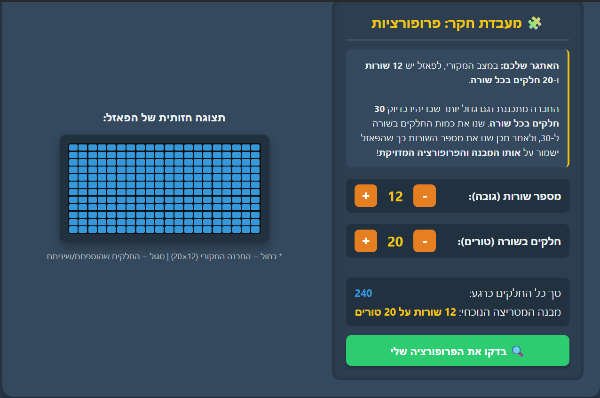 🧩 מעבדת חקר: פרופורציות
האתגר שלכם: במצב המקורי, לפאזל יש 12 שורות
ו-20 חלקים בכל שורה.
החברה מתכננת דגם גדול יותר שבו יהיו בדיוק 30
חלקים בכל שורה. שנו את כמות החלקים בשורה
ל-30, ולאחר מכן שנו את מספר השורות כך שהפאזל
ישמור על אותו המבנה והפרופורציה המדויקת!
מספר שורות (גובה):
- 12 +
חלקים בשורה (טורים):
- 20 +
סך כל החלקים כרגע: 240
מבנה המטריצה הנוכחי: 12 שורות על 20 טורים
🔍 בדקו את הפרופורציה שלי
תצוגה חזותית של הפאזל:
* כחול – המבנה המקורי (12×20) | סגול – החלקים שהוספתם/שיניתם